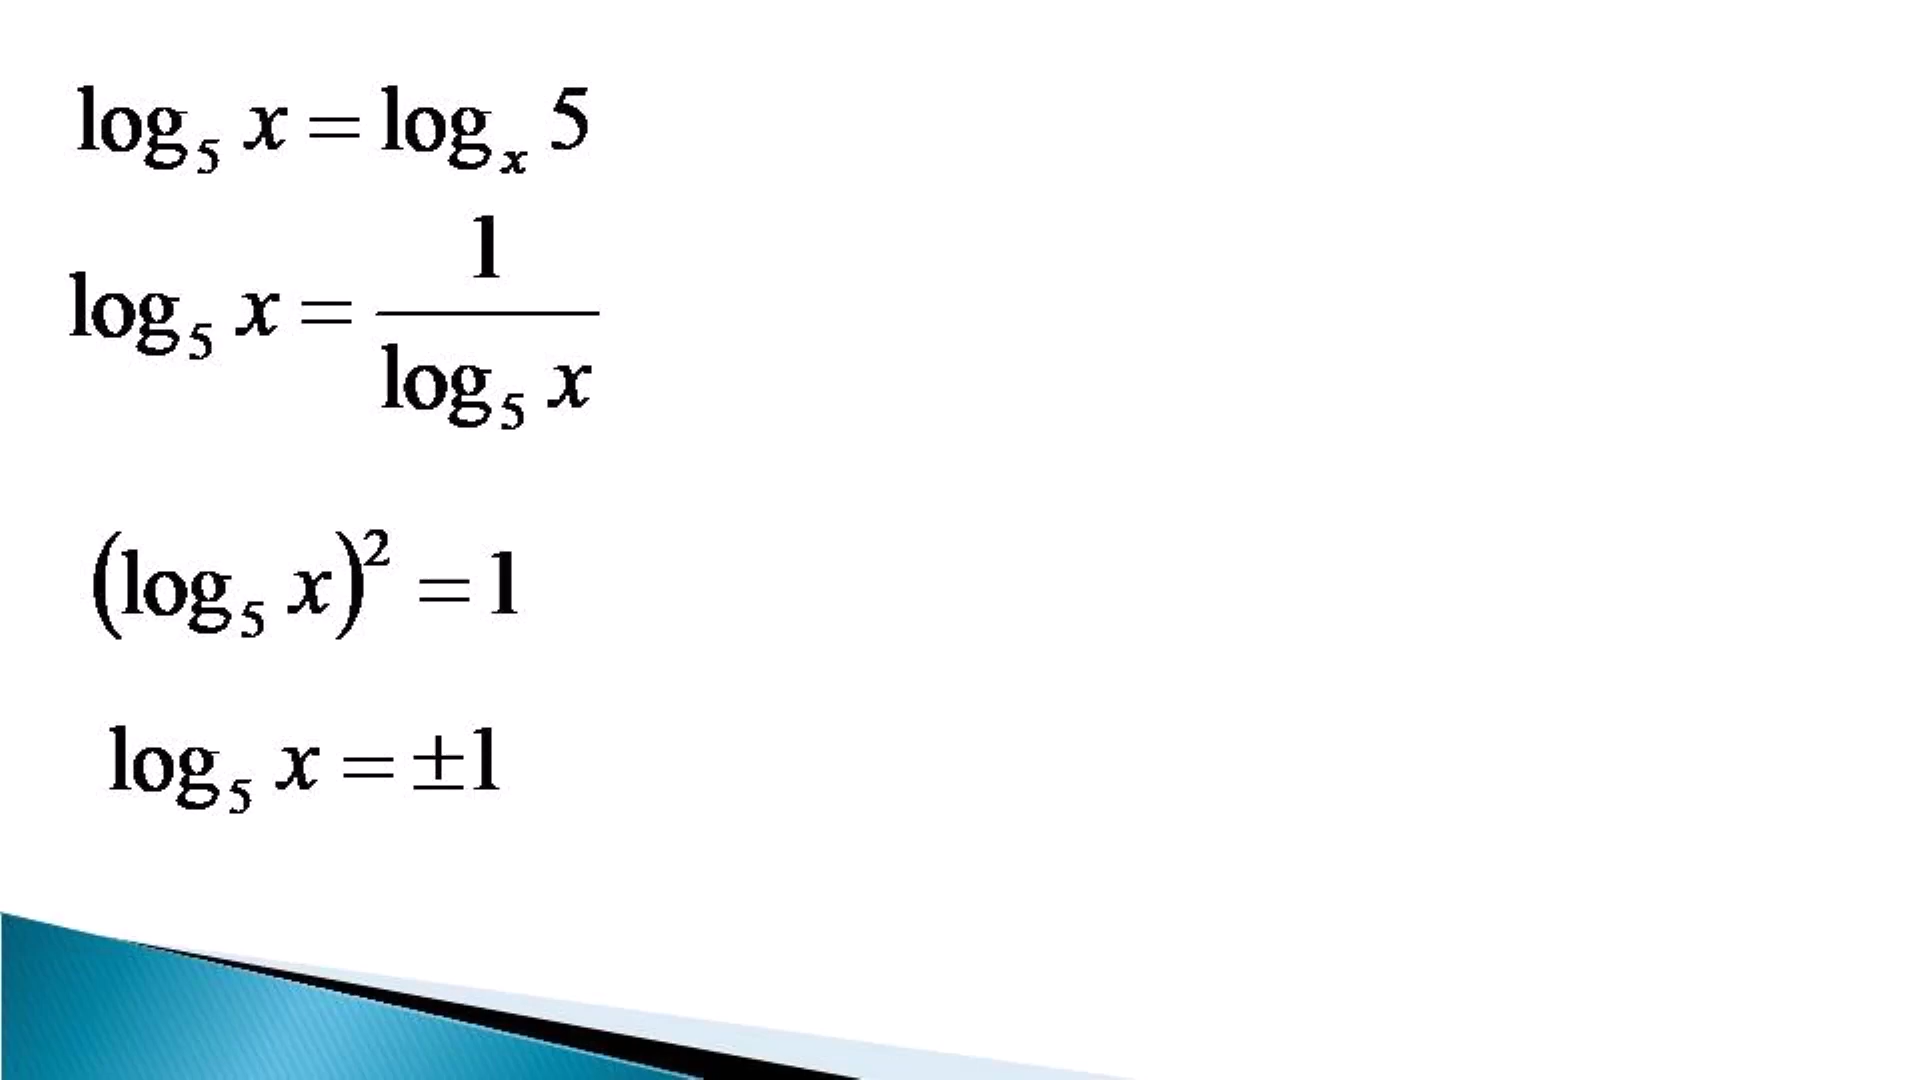 log₅ x = logₓ 5
log₅ x = 1 / log₅ x
(log₅ x)² = 1
log₅ x = ±1